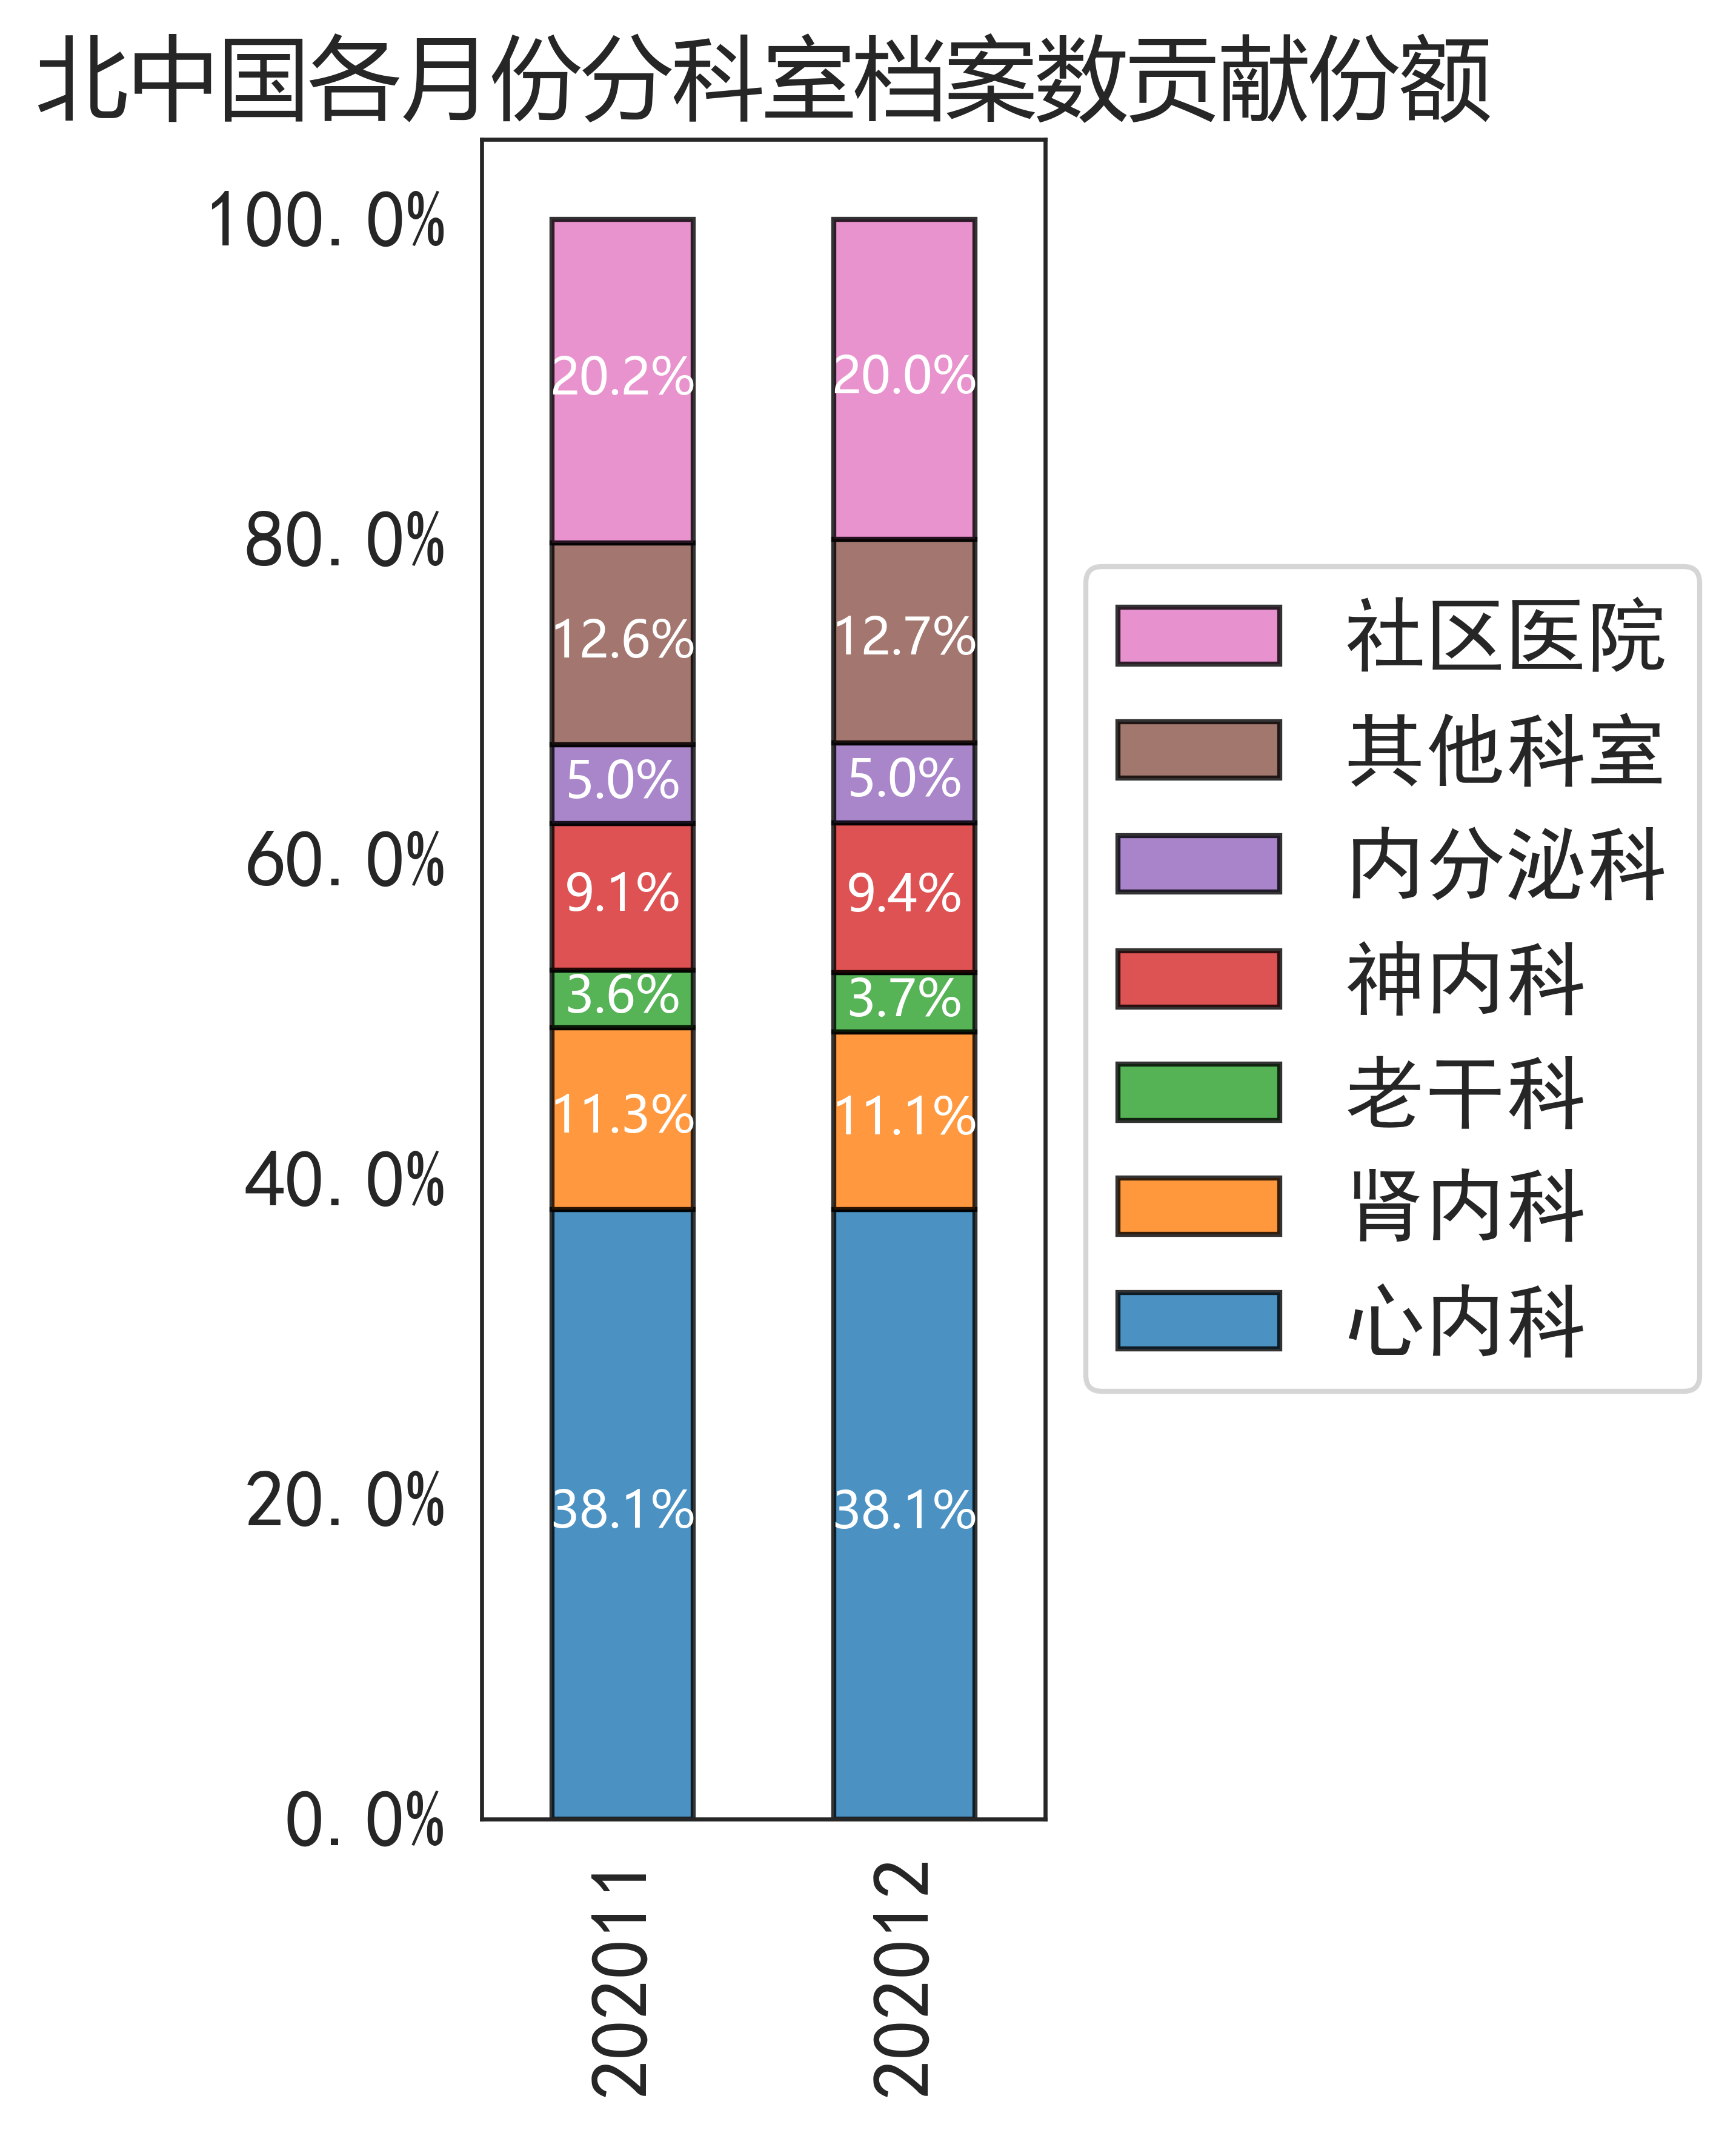 北中国各月份分科室档案数贡献份额
100.0%
80.0%
60.0%
40.0%
20.0%
0.0%
20.2%
12.6%
5.0%
9.1%
3.6%
11.3%
38.1%
20.0%
12.7%
5.0%
9.4%
3.7%
11.1%
38.1%
202011
202012
社区医院
其他科室
内分泌科
神内科
老干科
肾内科
心内科